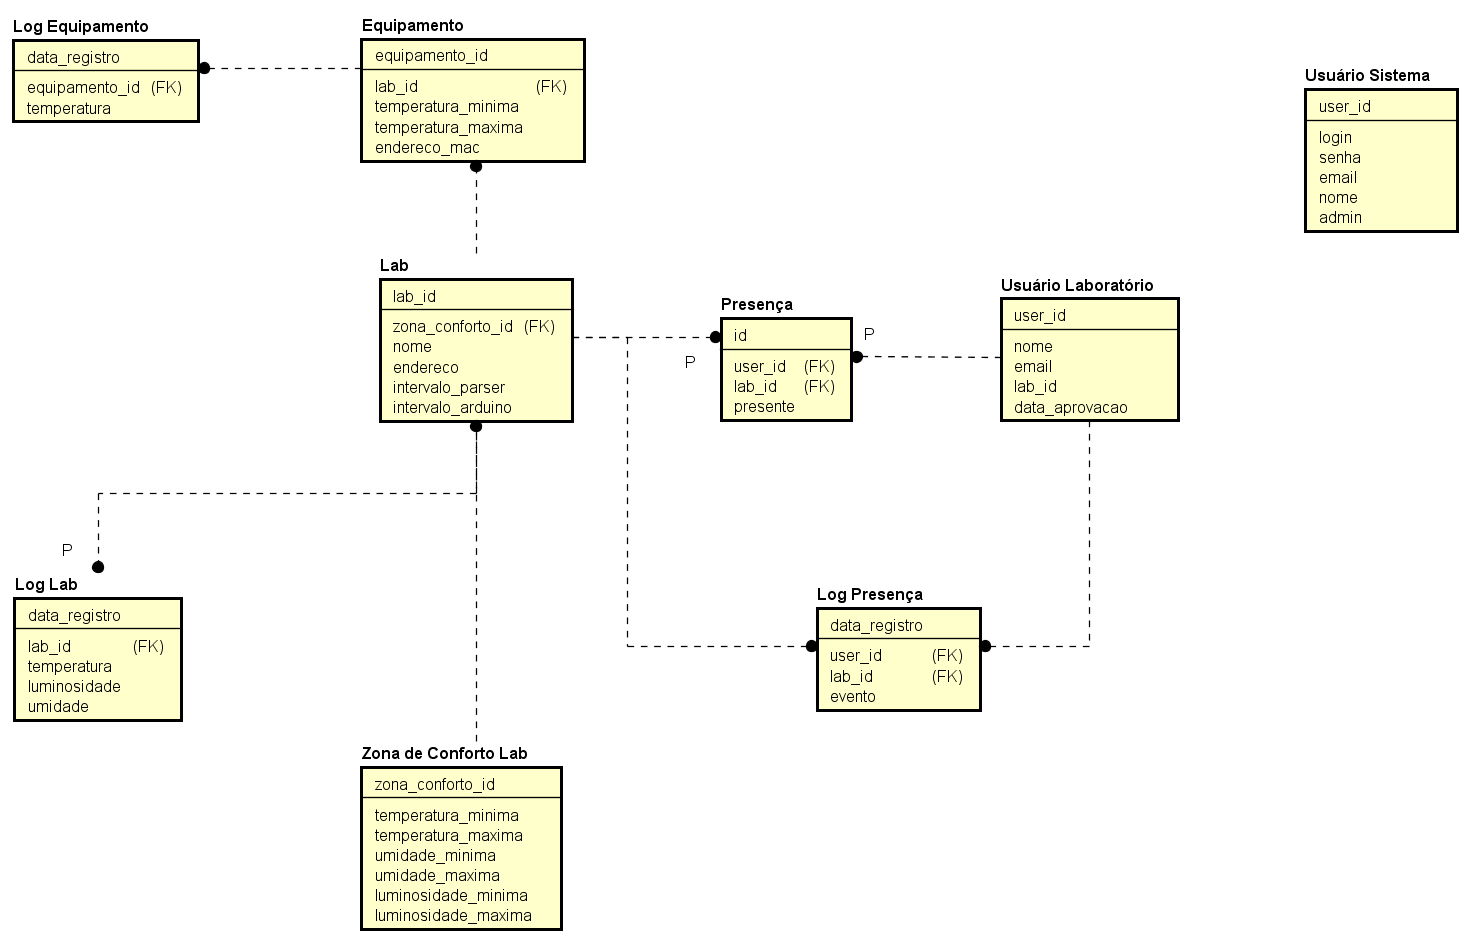 Log Equipamento
data_registro
equipamento_id (FK)
temperatura
Equipamento
equipamento_id
lab_id (FK)
temperatura_minima
temperatura_maxima
endereco_mac
Usuário Sistema
user_id
login
senha
email
nome
admin
Lab
lab_id
zona_conforto_id (FK)
nome
endereco
intervalo_parser
intervalo_arduino
Presença
id
user_id (FK)
lab_id (FK)
presente
P
P
Usuário Laboratório
user_id
nome
email
lab_id
data_aprovacao
P
Log Lab
data_registro
lab_id (FK)
temperatura
luminosidade
umidade
Log Presença
data_registro
user_id (FK)
lab_id (FK)
evento
Zona de Conforto Lab
zona_conforto_id
temperatura_minima
temperatura_maxima
umidade_minima
umidade_maxima
luminosidade_minima
luminosidade_maxima